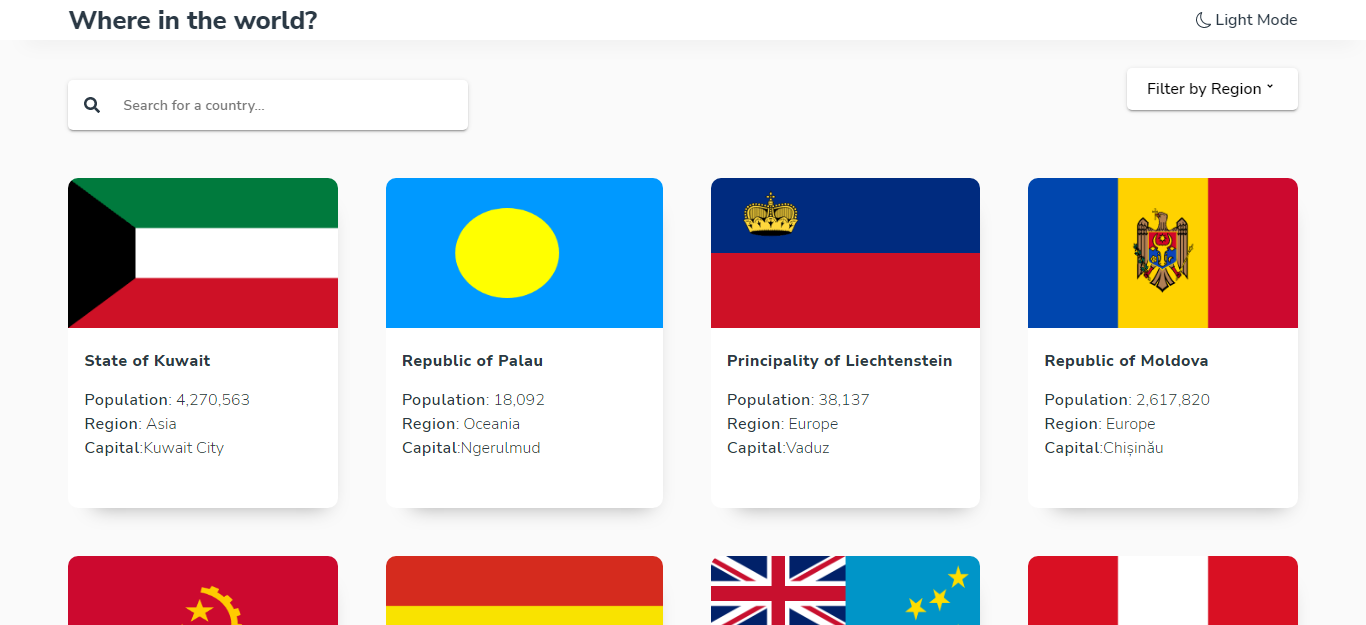 Where in the world?
Light Mode
Search for a country...
Filter by Region ˇ
State of Kuwait
Population: 4,270,563
Region: Asia
Capital:Kuwait City
Republic of Palau
Population: 18,092
Region: Oceania
Capital:Ngerulmud
Principality of Liechtenstein
Population: 38,137
Region: Europe
Capital:Vaduz
Republic of Moldova
Population: 2,617,820
Region: Europe
Capital:Chișinău